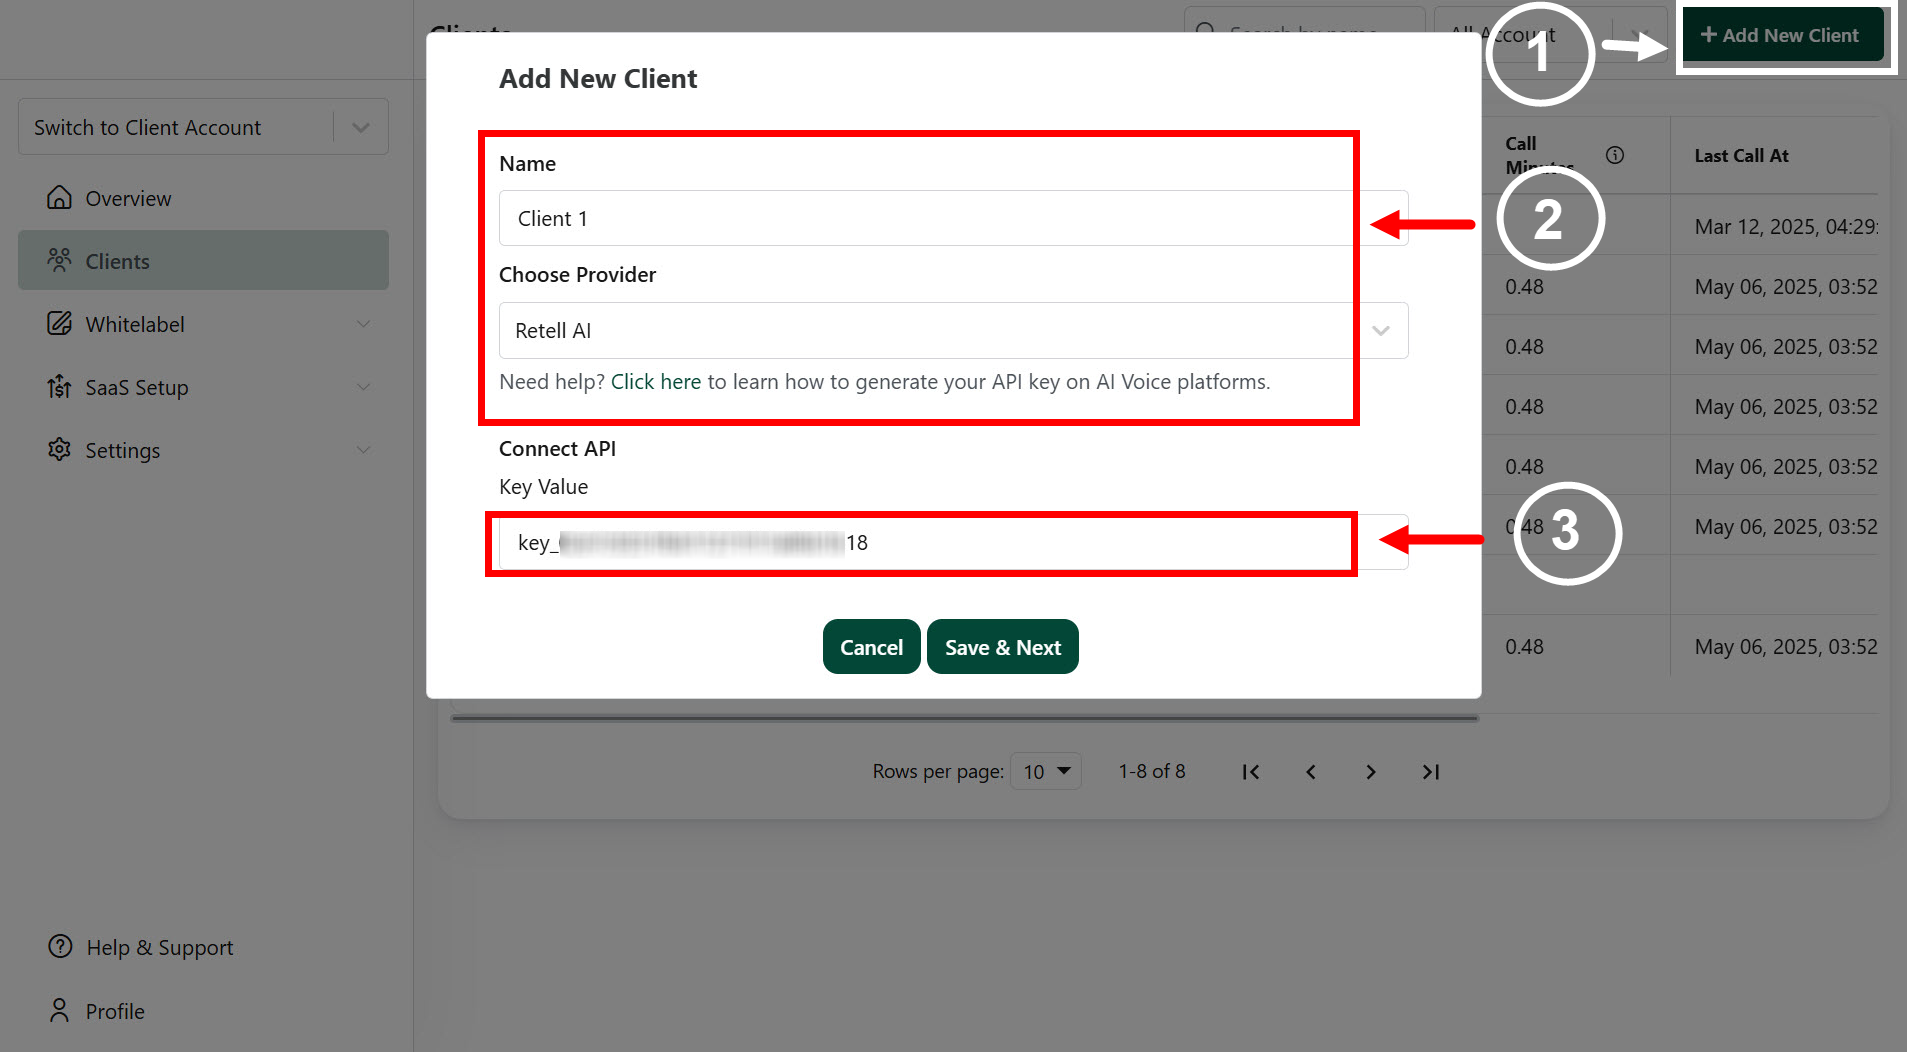 All Account
1
+ Add New Client
Add New Client
Switch to Client Account
Overview
Clients
Whitelabel
SaaS Setup
Settings
Help & Support
Profile
Name
Client 1
Choose Provider
Retell AI
Need help? Click here to learn how to generate your API key on AI Voice platforms.
Connect API
Key Value
key_ 18
Cancel
Save & Next
2
3
Call
Minutes
Last Call At
Mar 12, 2025, 04:29:
0.48
May 06, 2025, 03:52
0.48
May 06, 2025, 03:52
0.48
May 06, 2025, 03:52
0.48
May 06, 2025, 03:52
0.48
May 06, 2025, 03:52
0.48
May 06, 2025, 03:52
Rows per page:
10
1-8 of 8